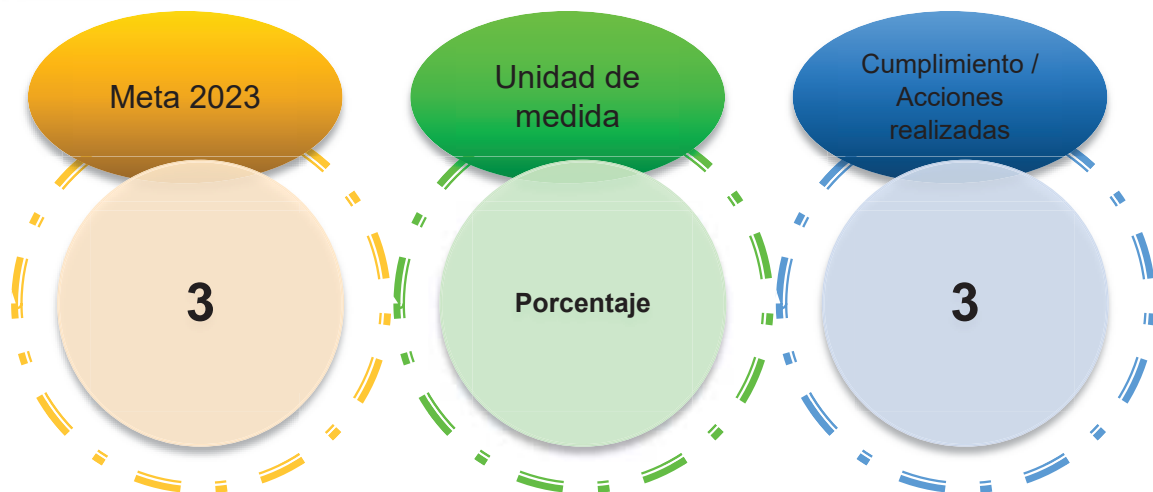 Meta 2023
Unidad de
medida
Cumplimiento /
Acciones
realizadas
3
Porcentaje
3